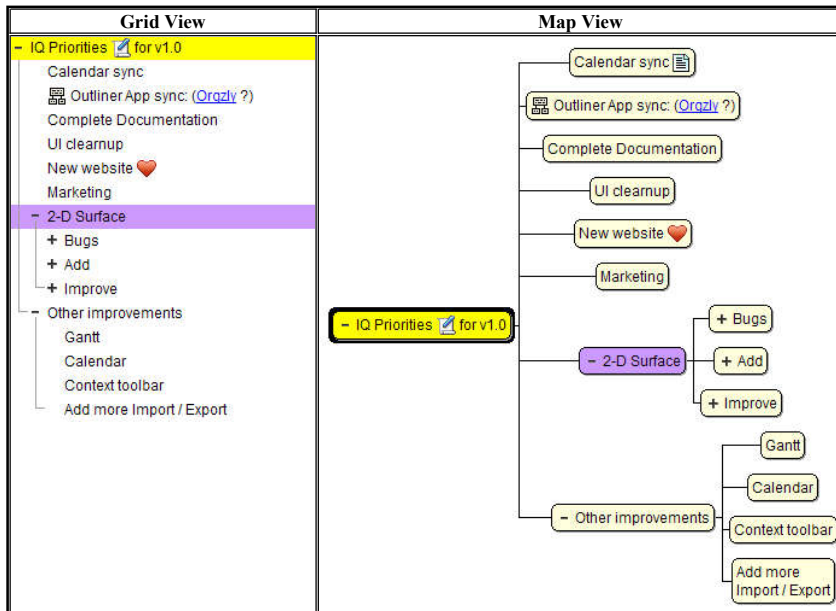 Grid View
Map View
IQ Priorities for v1.0
Calendar sync
Outliner App sync: (Orgzly ?)
Complete Documentation
UI clearnup
New website
Marketing
2-D Surface
Bugs
Add
Improve
Other improvements
Gantt
Calendar
Context toolbar
Add more Import / Export
Calendar sync
Outliner App sync: (Orgzly ?)
Complete Documentation
UI clearnup
New website
Marketing
IQ Priorities for v1.0
2-D Surface
Bugs
Add
Improve
Other improvements
Gantt
Calendar
Context toolbar
Add more
Import / Export